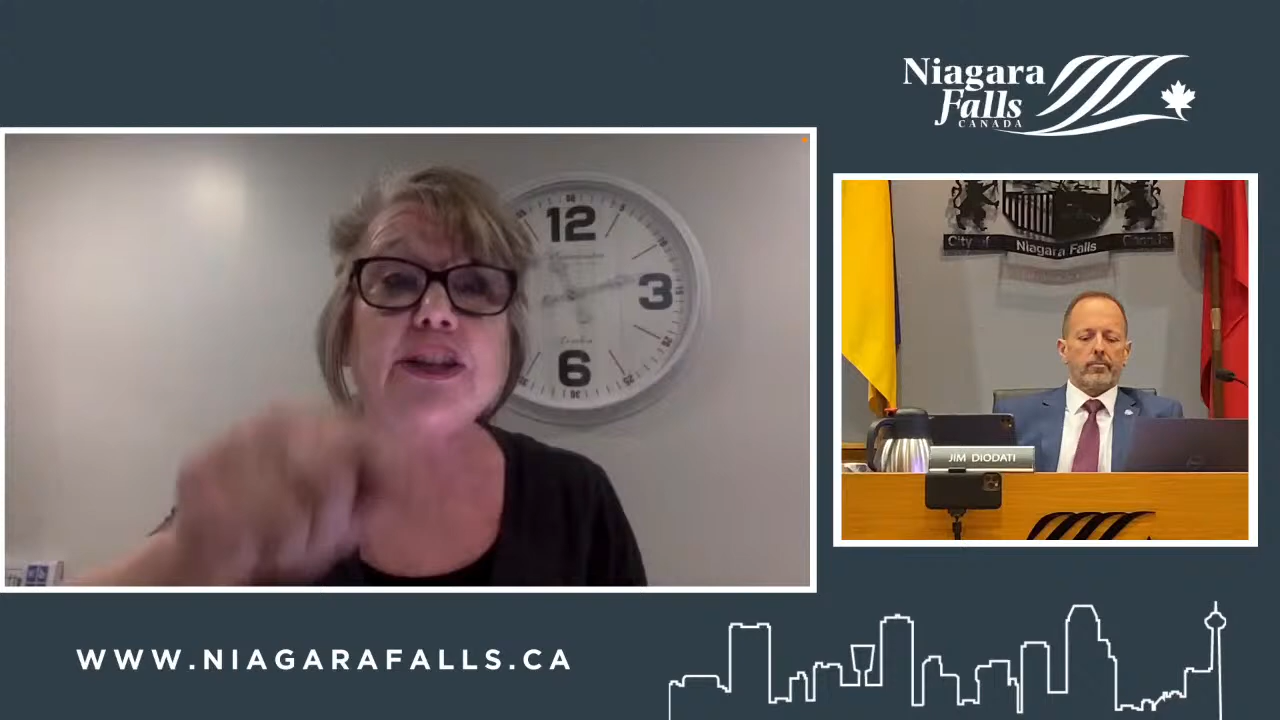 Niagara
Falls
CANADA
12
3
6
City of
Niagara Falls
Canada
JIM DIODATI
WWW.NIAGARAFALLS.CA